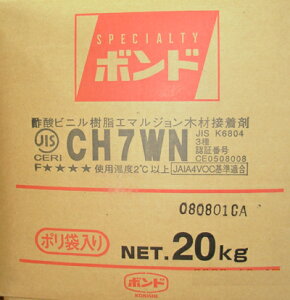 SPECIALTY
ボンド
酢酸ビニル樹脂エマルジョン木材接着剤
JIS CERI
CH7WN
JIS K6804
3種
認証番号
CE0508008
F★★★★ 使用温度2℃以上 JAIA4VOC基準適合
080801CA
ポリ袋入り
NET.20kg
ボンド
KONISHI